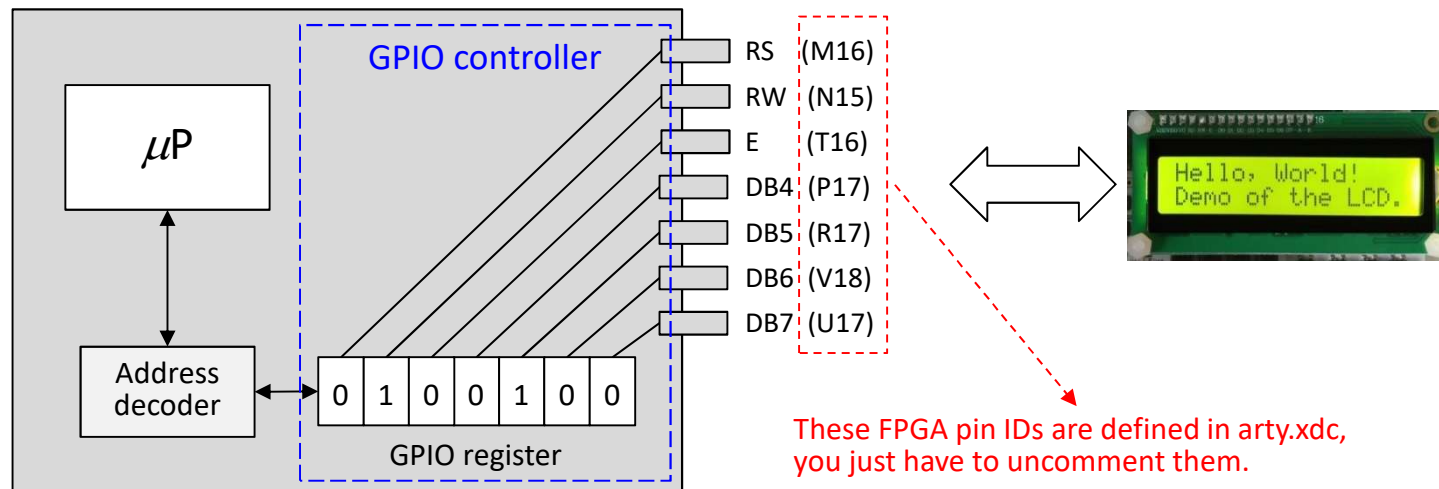 GPIO controller
μP
Address
decoder
0 1 0 0 1 0 0
GPIO register
RS (M16)
RW (N15)
E (T16)
DB4 (P17)
DB5 (R17)
DB6 (V18)
DB7 (U17)
Hello, World!
Demo of the LCD.
These FPGA pin IDs are defined in arty.xdc,
you just have to uncomment them.